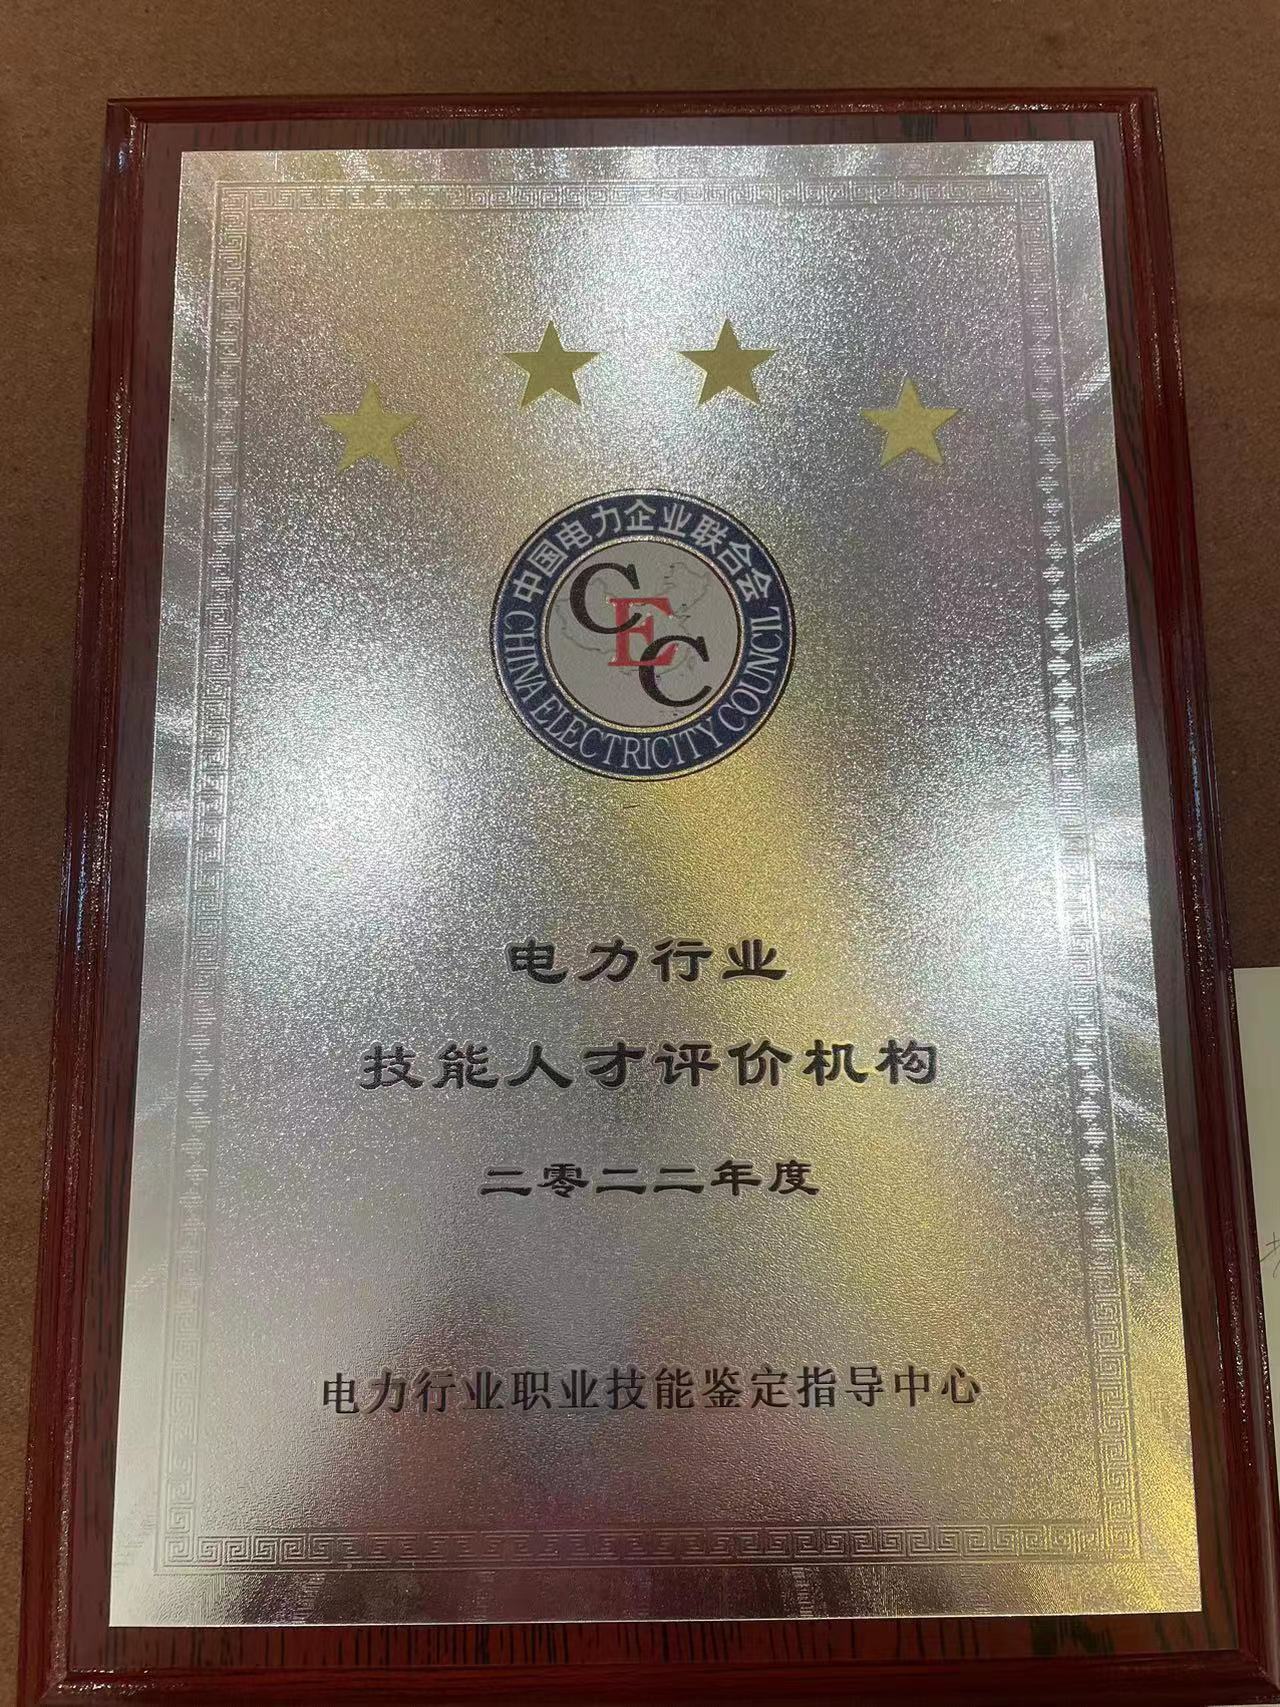 中国电力企业联合会
CEC
CHINA ELECTRICITY COUNCIL
电力行业
技能人才评价机构
二零二二年度
电力行业职业技能鉴定指导中心